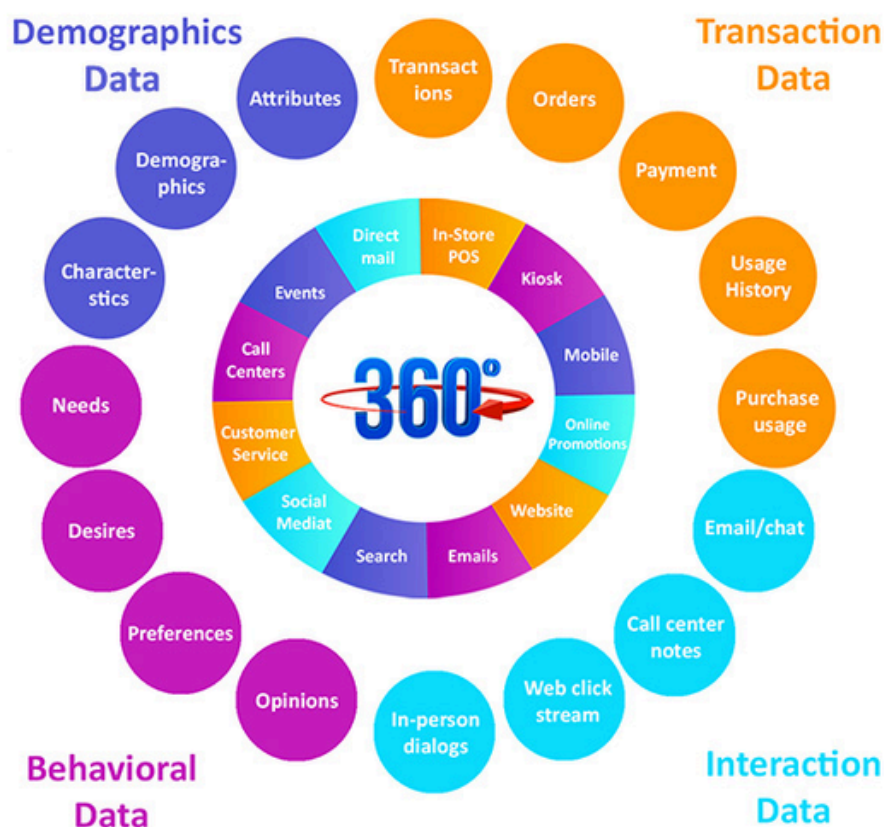 Demographics
Data
Transaction
Data
Attributes
Trannsact
ions
Orders
Demogra-
phics
Payment
Character-
stics
Usage
History
Needs
Purchase
usage
Desires
Email/chat
Preferences
Call center
notes
Opinions
Web click
stream
In-person
dialogs
Direct
mail
In-Store
POS
Kiosk
Events
Mobile
Call
Centers
360°
Online
Promotions
Customer
Service
Website
Social
Mediat
Search
Emails
Behavioral
Data
Interaction
Data